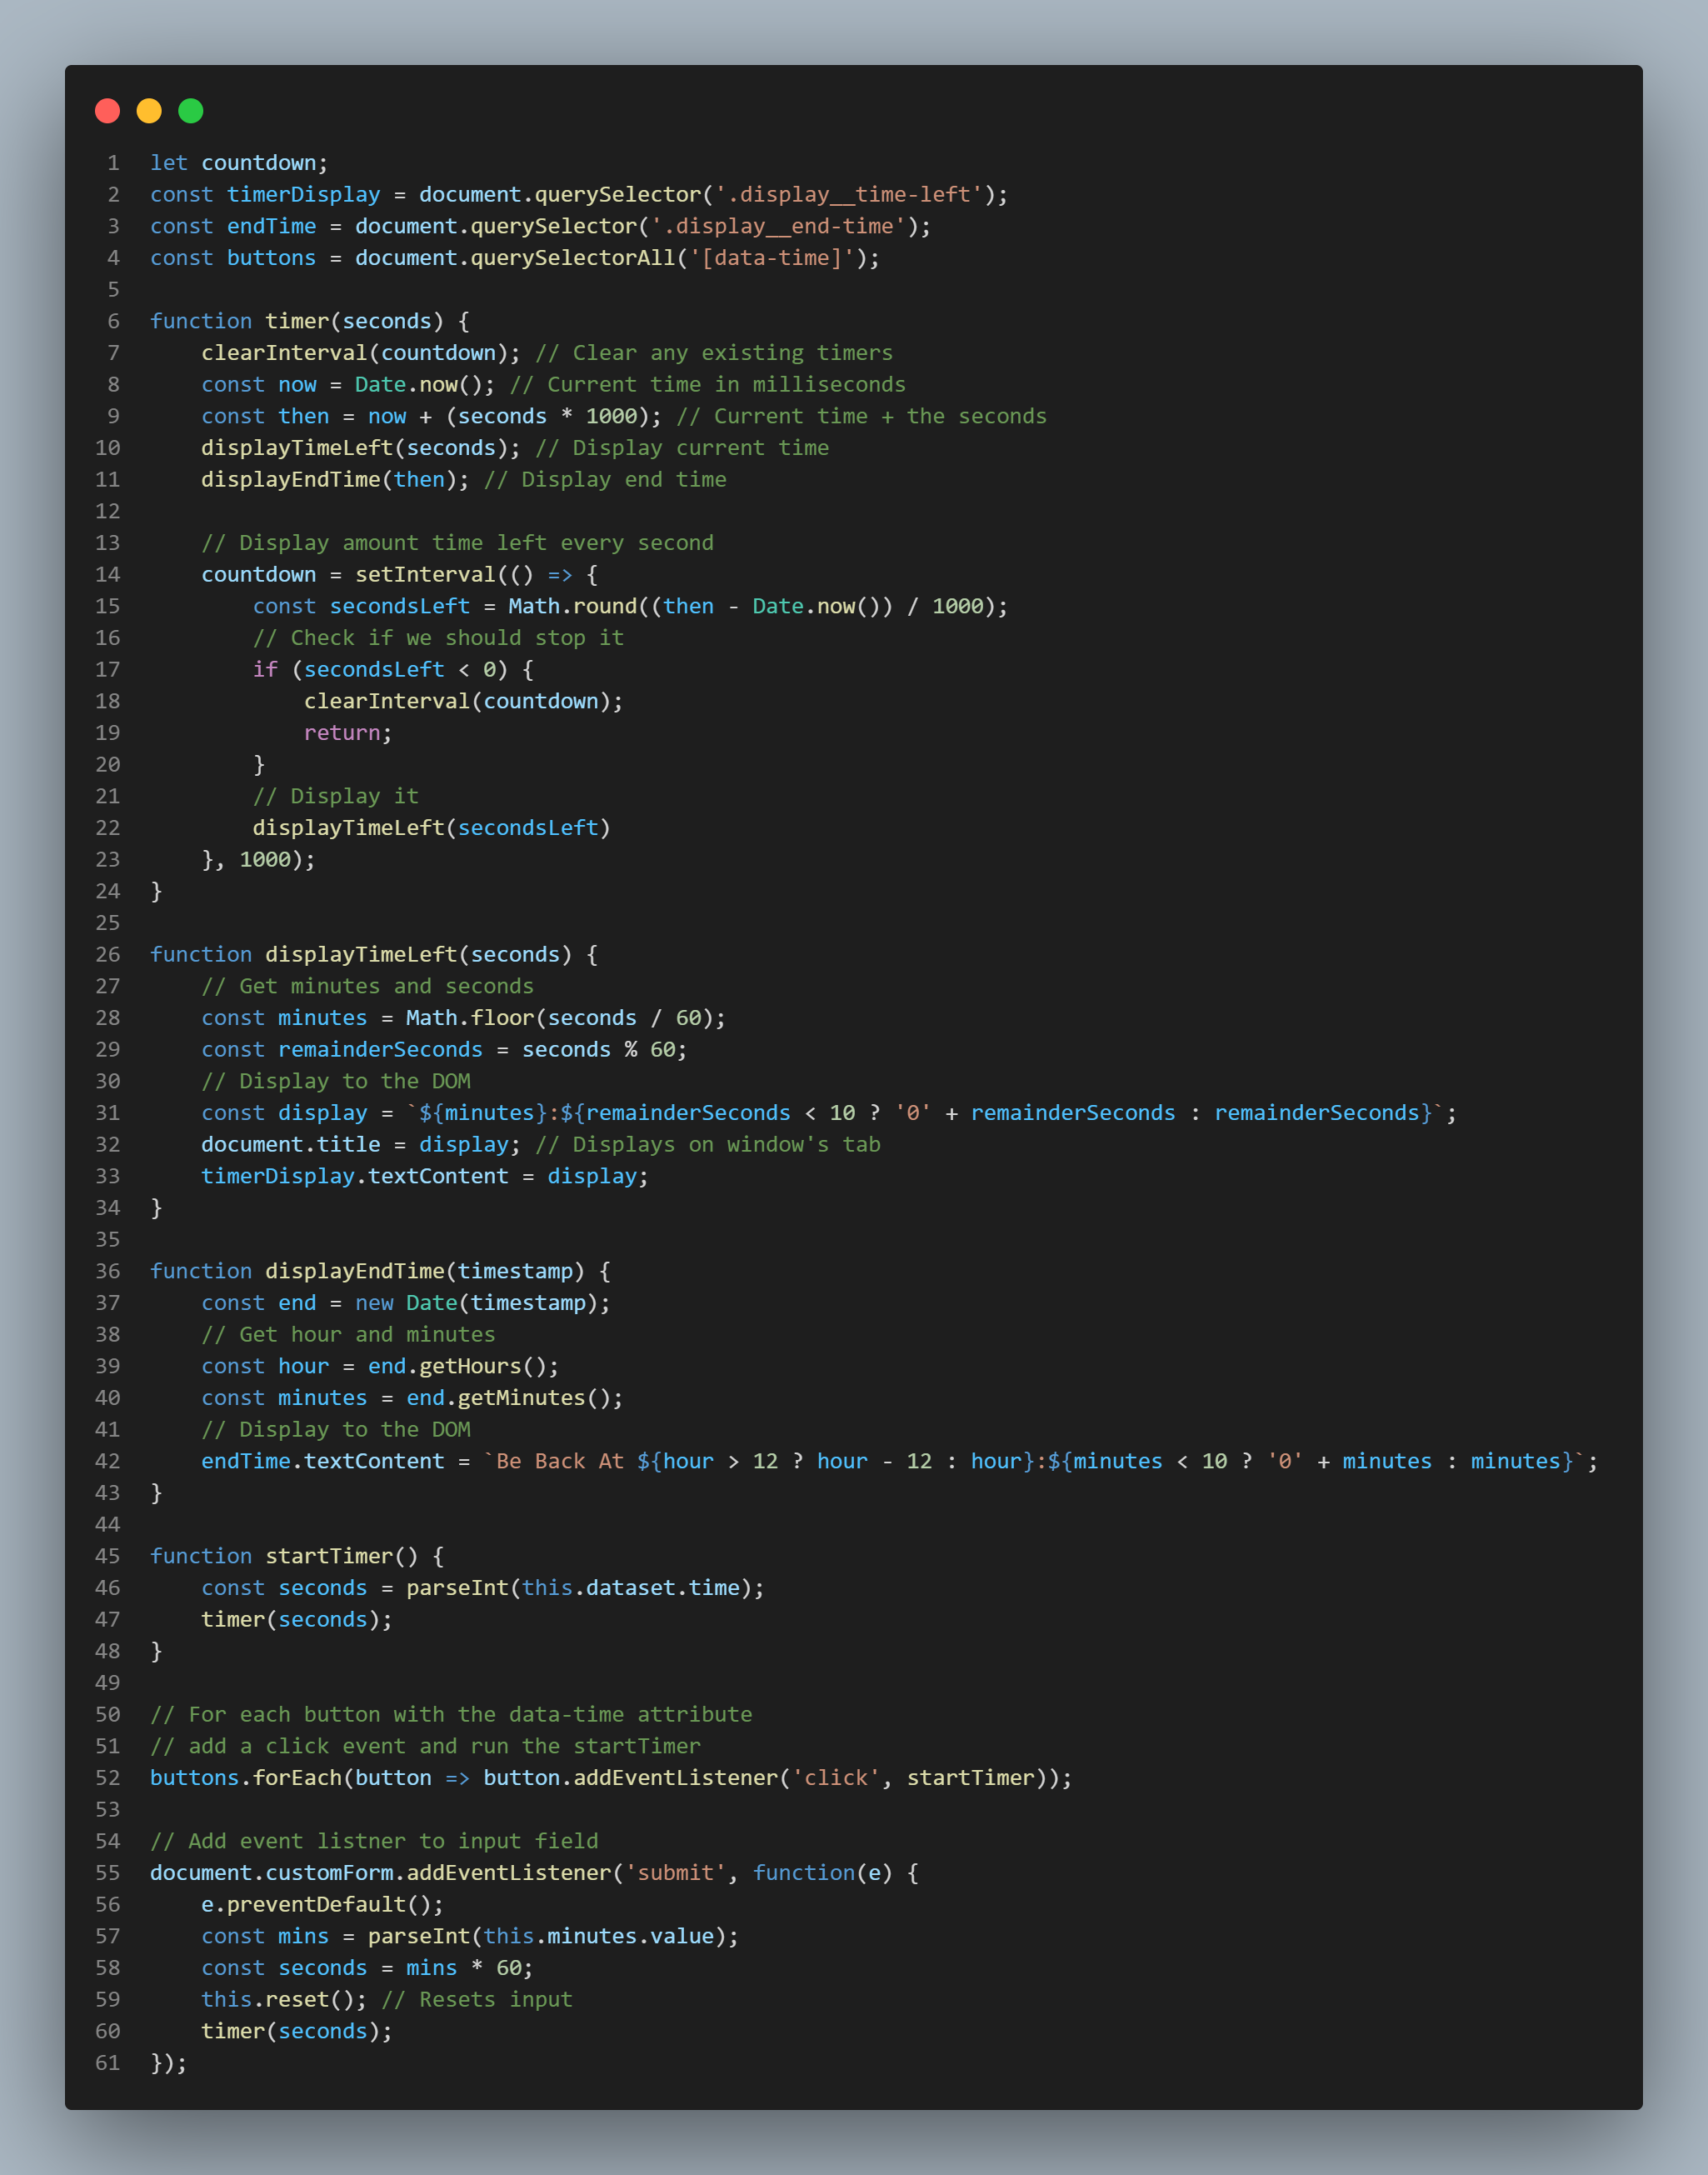 1 let countdown;
2 const timerDisplay = document.querySelector('.display__time-left');
3 const endTime = document.querySelector('.display__end-time');
4 const buttons = document.querySelectorAll('[data-time]');
5
6 function timer(seconds) {
7     clearInterval(countdown); // Clear any existing timers
8     const now = Date.now(); // Current time in milliseconds
9     const then = now + (seconds * 1000); // Current time + the seconds
10     displayTimeLeft(seconds); // Display current time
11     displayEndTime(then); // Display end time
12
13     // Display amount time left every second
14     countdown = setInterval(() => {
15         const secondsLeft = Math.round((then - Date.now()) / 1000);
16         // Check if we should stop it
17         if (secondsLeft < 0) {
18             clearInterval(countdown);
19             return;
20         }
21         // Display it
22         displayTimeLeft(secondsLeft)
23     }, 1000);
24 }
25
26 function displayTimeLeft(seconds) {
27     // Get minutes and seconds
28     const minutes = Math.floor(seconds / 60);
29     const remainderSeconds = seconds % 60;
30     // Display to the DOM
31     const display = `${minutes}:${remainderSeconds < 10 ? '0' + remainderSeconds : remainderSeconds}`;
32     document.title = display; // Displays on window's tab
33     timerDisplay.textContent = display;
34 }
35
36 function displayEndTime(timestamp) {
37     const end = new Date(timestamp);
38     // Get hour and minutes
39     const hour = end.getHours();
40     const minutes = end.getMinutes();
41     // Display to the DOM
42     endTime.textContent = `Be Back At ${hour > 12 ? hour - 12 : hour}:${minutes < 10 ? '0' + minutes : minutes}`;
43 }
44
45 function startTimer() {
46     const seconds = parseInt(this.dataset.time);
47     timer(seconds);
48 }
49
50 // For each button with the data-time attribute
51 // add a click event and run the startTimer
52 buttons.forEach(button => button.addEventListener('click', startTimer));
53
54 // Add event listner to input field
55 document.customForm.addEventListener('submit', function(e) {
56     e.preventDefault();
57     const mins = parseInt(this.minutes.value);
58     const seconds = mins * 60;
59     this.reset(); // Resets input
60     timer(seconds);
61 });